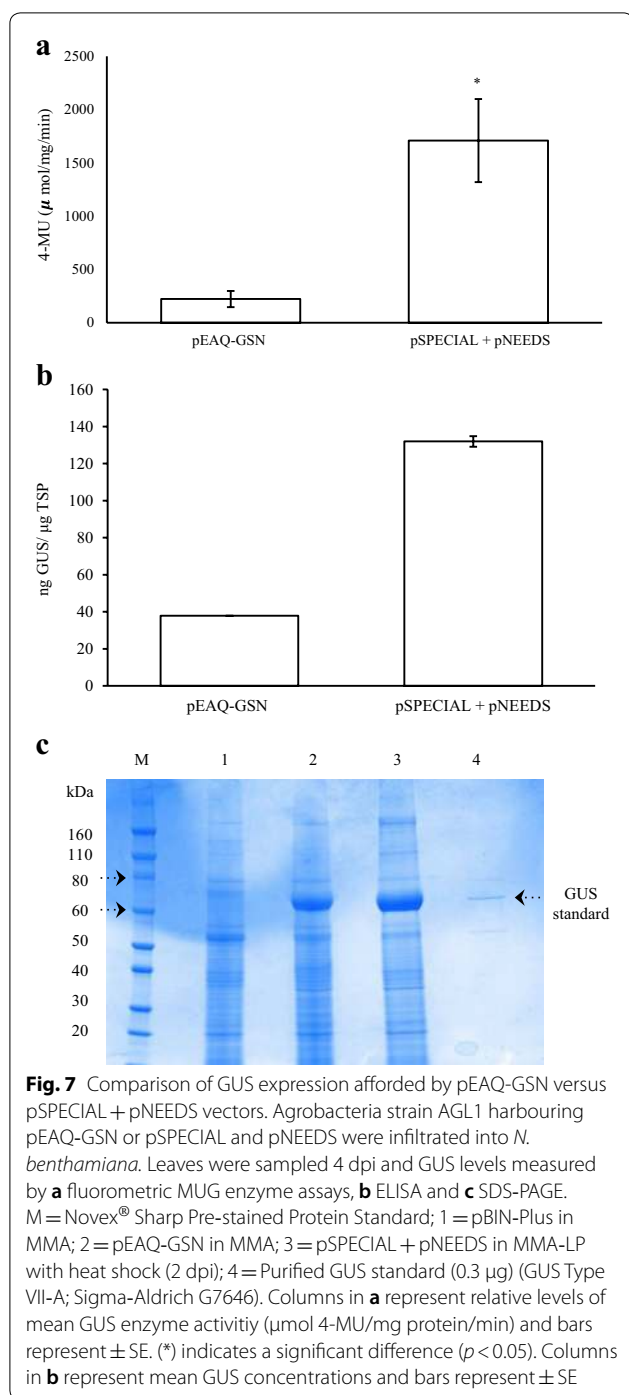 a
2500
2000
1500
1000
500
0
4-MU (µ mol/mg/min)
*
pEAQ-GSN pSPECIAL + pNEEDS
b
160
140
120
100
80
60
40
20
0
ng GUS/ µg TSP
pEAQ-GSN pSPECIAL + pNEEDS
c
M 1 2 3 4
kDa
160
110
80
60
50
40
30
20
GUS
standard
Fig. 7 Comparison of GUS expression afforded by pEAQ-GSN versus
pSPECIAL + pNEEDS vectors. Agrobacteria strain AGL1 harbouring
pEAQ-GSN or pSPECIAL and pNEEDS were infiltrated into N.
benthamiana. Leaves were sampled 4 dpi and GUS levels measured
by a fluorometric MUG enzyme assays, b ELISA and c SDS-PAGE.
M = Novex® Sharp Pre-stained Protein Standard; 1 = pBIN-Plus in
MMA; 2 = pEAQ-GSN in MMA; 3 = pSPECIAL + pNEEDS in MMA-LP
with heat shock (2 dpi); 4 = Purified GUS standard (0.3 µg) (GUS Type
VII-A; Sigma-Aldrich G7646). Columns in a represent relative levels of
mean GUS enzyme activitiy (µmol 4-MU/mg protein/min) and bars
represent ± SE. (*) indicates a significant difference (p < 0.05). Columns
in b represent mean GUS concentrations and bars represent ± SE